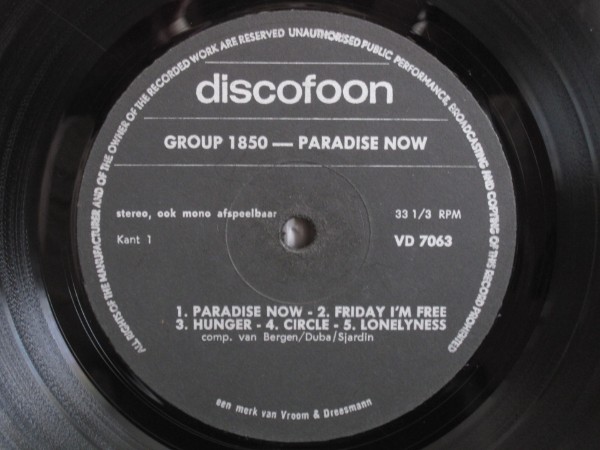 ALL RIGHTS OF THE MANUFACTURER AND OF THE OWNER OF THE RECORDED WORK ARE RESERVED UNAUTHORISED PUBLIC PERFORMANCE, BROADCASTING AND COPYING OF THIS RECORD PROHIBITED
discofoon
GROUP 1850 — PARADISE NOW
stereo, ook mono afspeelbaar 33 1/3 RPM
Kant 1 VD 7063
1. PARADISE NOW - 2. FRIDAY I'M FREE
3. HUNGER - 4. CIRCLE - 5. LONELYNESS
comp. van Bergen/Duba/Sjardin
een merk van Vroom & Dreesmann